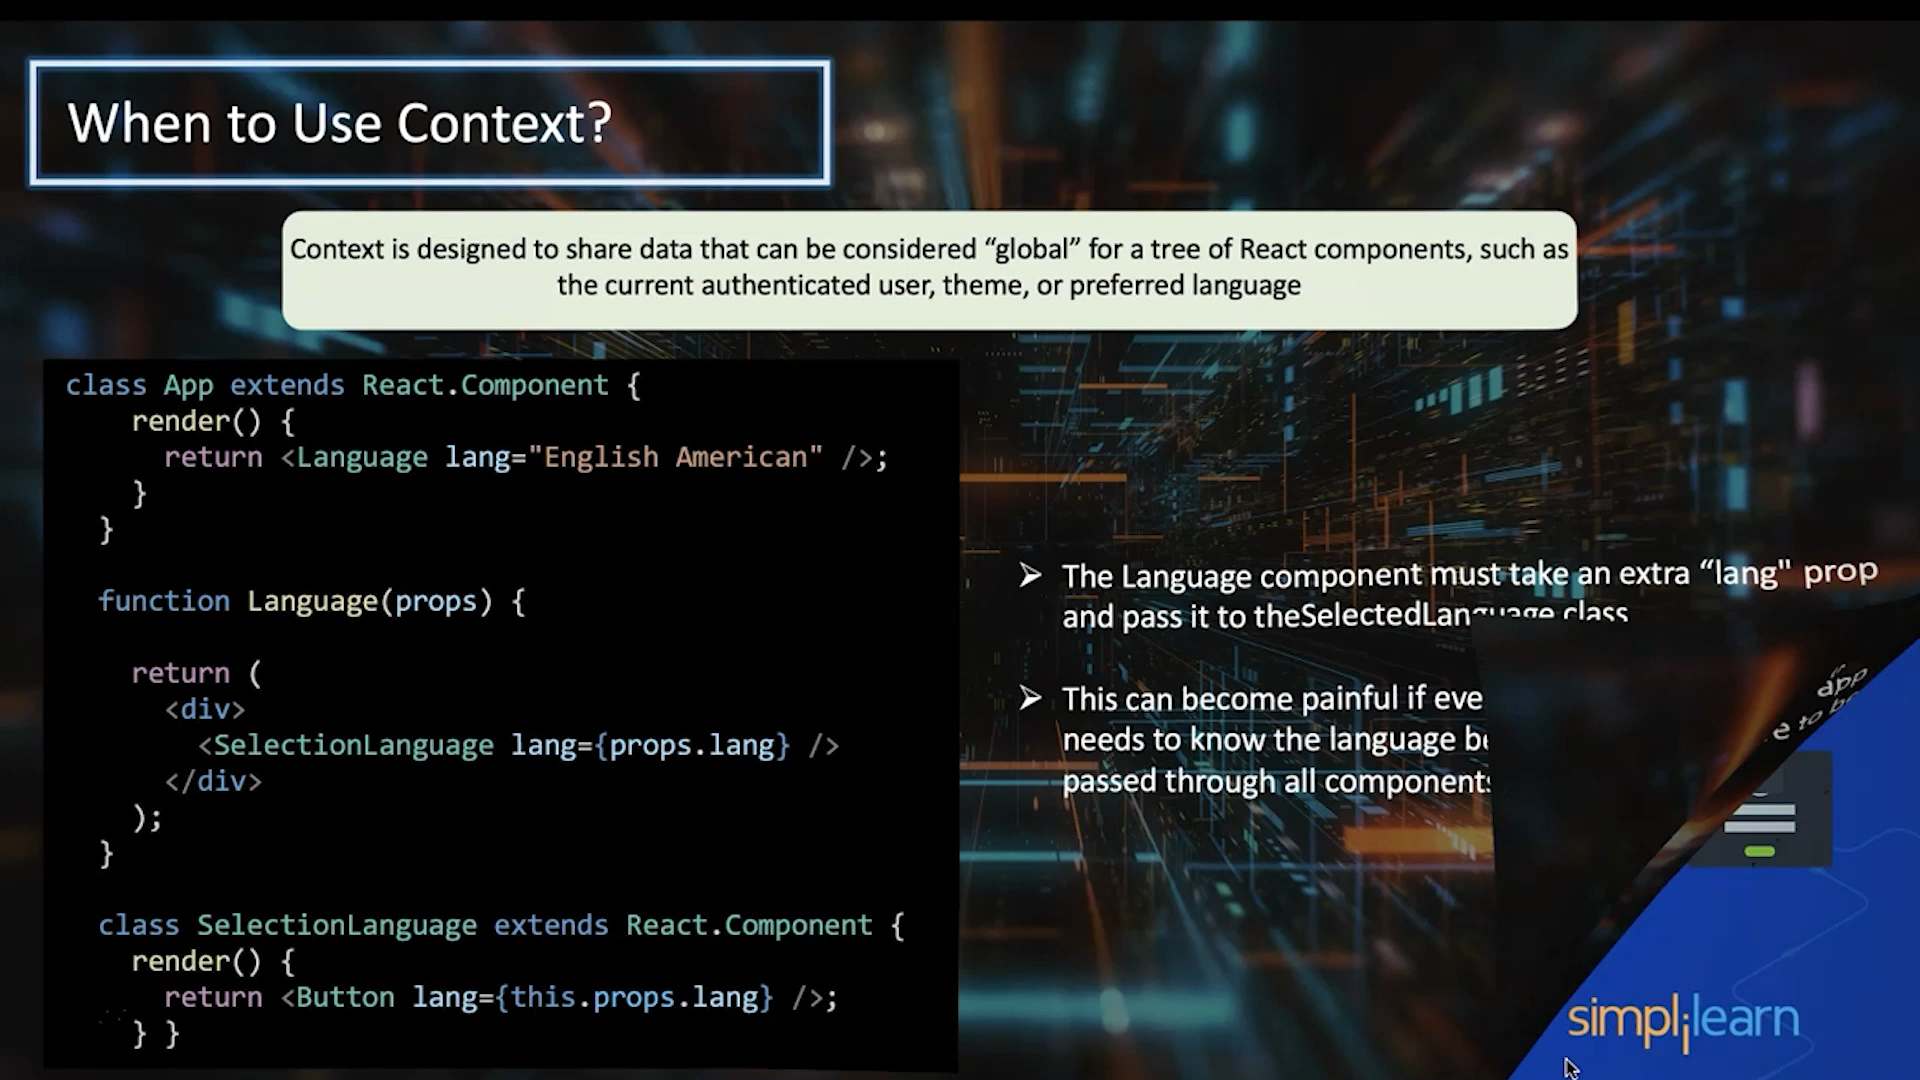 When to Use Context?
Context is designed to share data that can be considered “global” for a tree of React components, such as
the current authenticated user, theme, or preferred language
class App extends React.Component {
render() {
return <Language lang="English American" />;
}
}
function Language(props) {
return (
<div>
<SelectionLanguage lang={props.lang} />
</div>
);
}
class SelectionLanguage extends React.Component {
render() {
return <Button lang={this.props.lang} />;
} }
➢ The Language component must take an extra “lang" prop
and pass it to theSelectedLanguage class
➢ This can become painful if
needs to know the language
passed through all
app
to
simplilearn